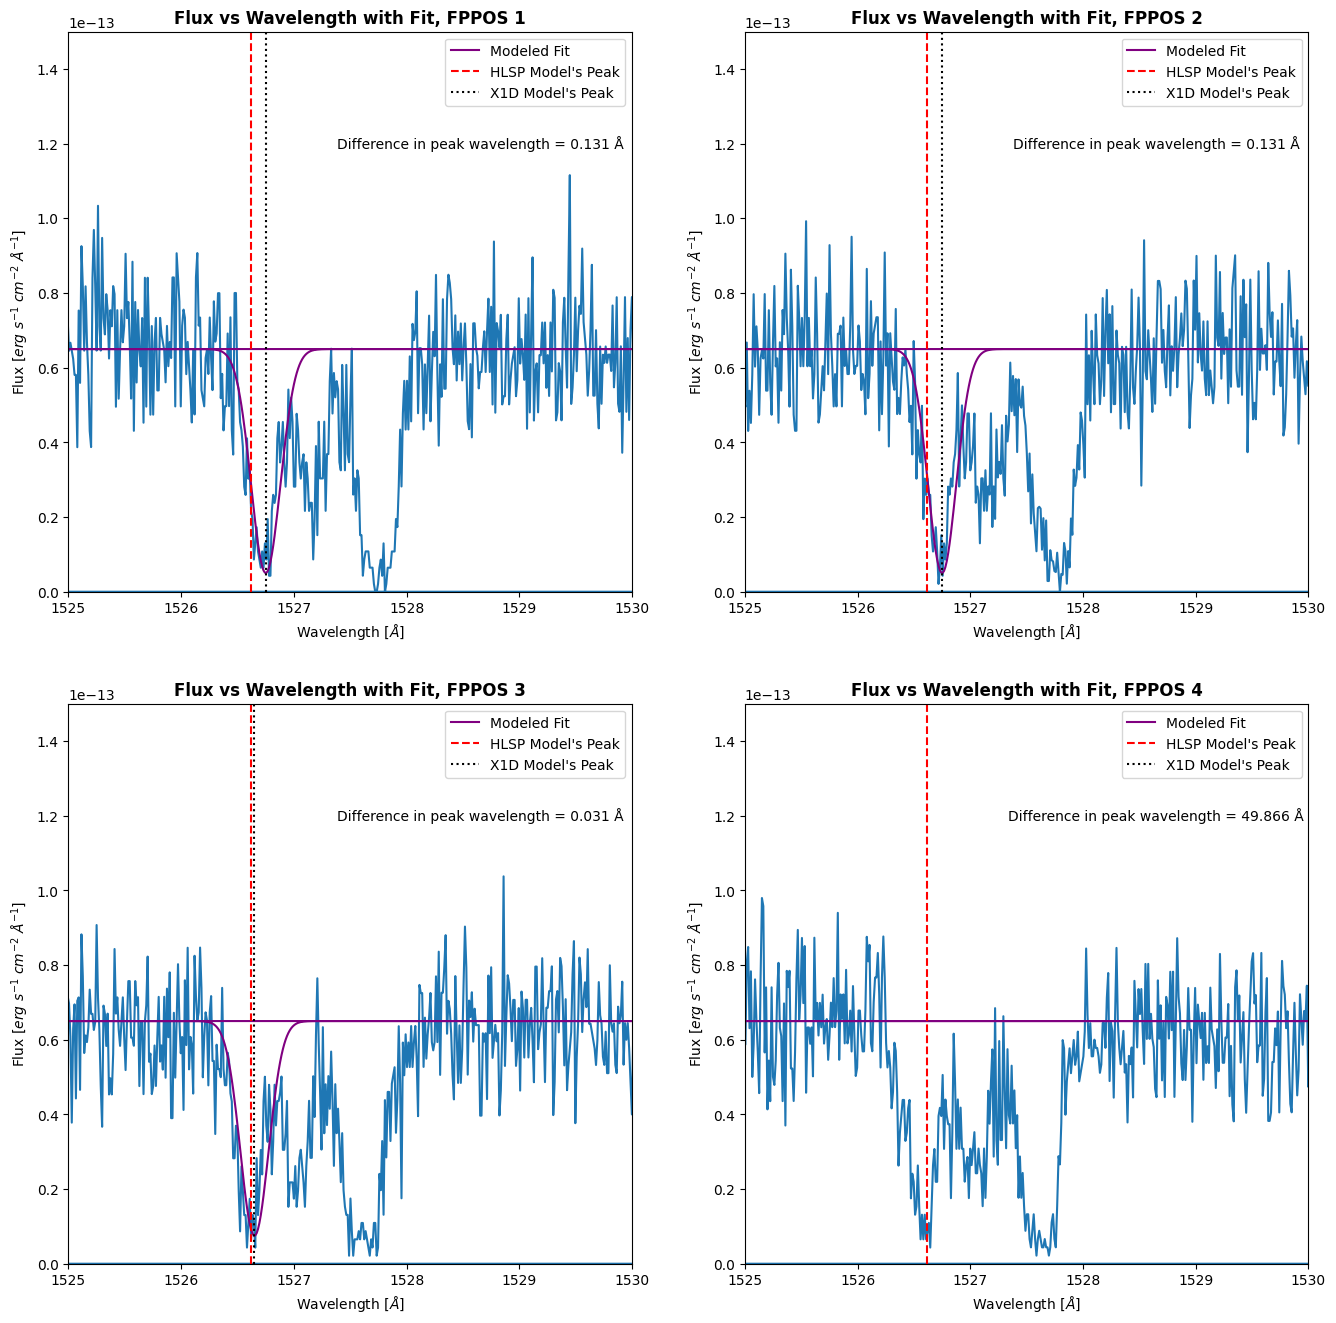 Flux vs Wavelength with Fit, FPPOS 1
1e−13
Modeled Fit
HLSP Model's Peak
X1D Model's Peak
Difference in peak wavelength = 0.131 Å
1.4
1.2
1.0
0.8
0.6
0.4
0.2
0.0
Flux [erg s⁻¹ cm⁻² Å⁻¹]
1525 1526 1527 1528 1529 1530
Wavelength [Å]
Flux vs Wavelength with Fit, FPPOS 2
1e−13
Modeled Fit
HLSP Model's Peak
X1D Model's Peak
Difference in peak wavelength = 0.131 Å
1.4
1.2
1.0
0.8
0.6
0.4
0.2
0.0
Flux [erg s⁻¹ cm⁻² Å⁻¹]
1525 1526 1527 1528 1529 1530
Wavelength [Å]
Flux vs Wavelength with Fit, FPPOS 3
1e−13
Modeled Fit
HLSP Model's Peak
X1D Model's Peak
Difference in peak wavelength = 0.031 Å
1.4
1.2
1.0
0.8
0.6
0.4
0.2
0.0
Flux [erg s⁻¹ cm⁻² Å⁻¹]
1525 1526 1527 1528 1529 1530
Wavelength [Å]
Flux vs Wavelength with Fit, FPPOS 4
1e−13
Modeled Fit
HLSP Model's Peak
X1D Model's Peak
Difference in peak wavelength = 49.866 Å
1.4
1.2
1.0
0.8
0.6
0.4
0.2
0.0
Flux [erg s⁻¹ cm⁻² Å⁻¹]
1525 1526 1527 1528 1529 1530
Wavelength [Å]